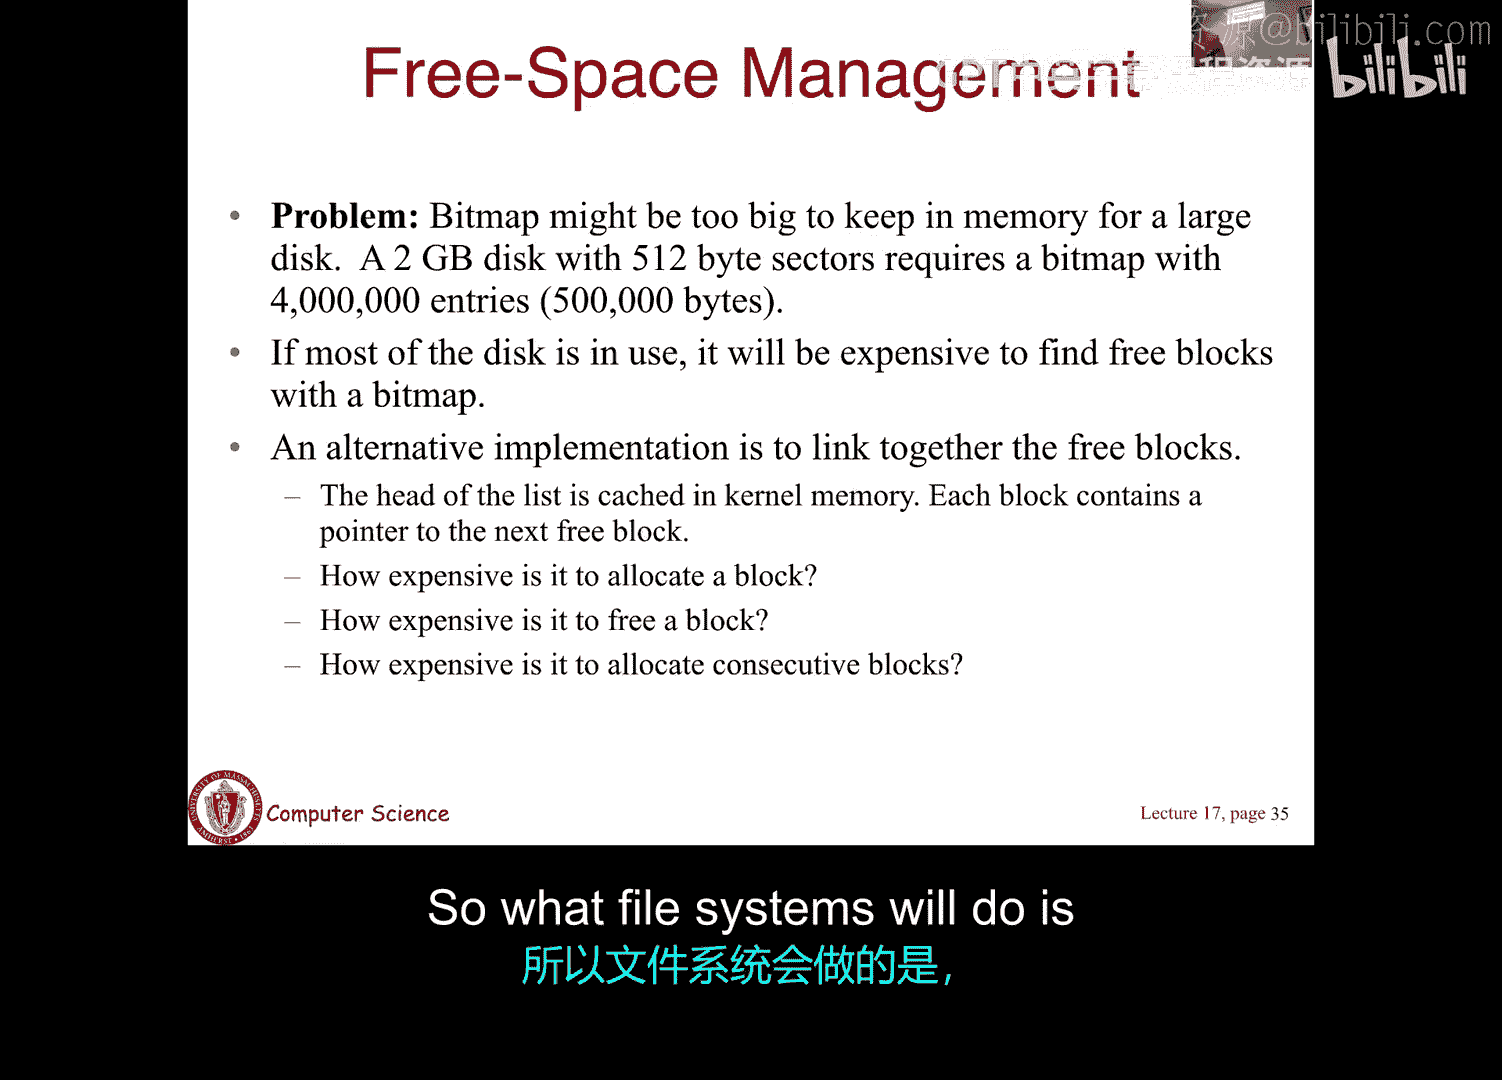 源@bilibili.com
bilibili
Free-Space Management
• Problem: Bitmap might be too big to keep in memory for a large
disk. A 2 GB disk with 512 byte sectors requires a bitmap with
4,000,000 entries (500,000 bytes).
• If most of the disk is in use, it will be expensive to find free blocks
with a bitmap.
• An alternative implementation is to link together the free blocks.
– The head of the list is cached in kernel memory. Each block contains a
pointer to the next free block.
– How expensive is it to allocate a block?
– How expensive is it to free a block?
– How expensive is it to allocate consecutive blocks?
Computer Science
Lecture 17, page 35
So what file systems will do is
所以文件系统会做的是，